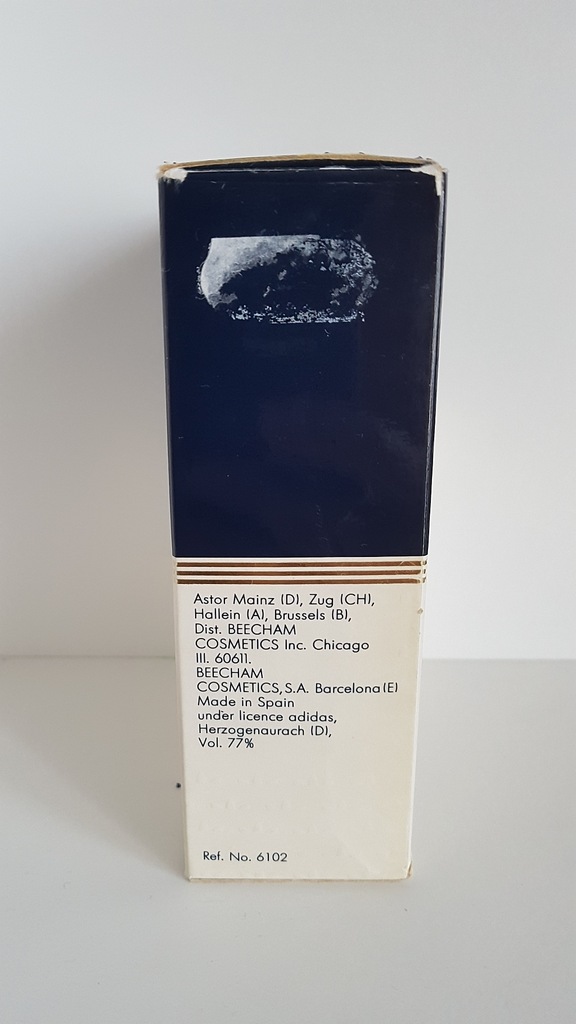 Astor Mainz (D), Zug (CH),
Hallein (A), Brussels (B),
Dist. BEECHAM
COSMETICS Inc. Chicago
Ill. 60611.
BEECHAM
COSMETICS, S.A. Barcelona (E)
Made in Spain
under licence adidas,
Herzogenaurach (D),
Vol. 77%
Ref. No. 6102